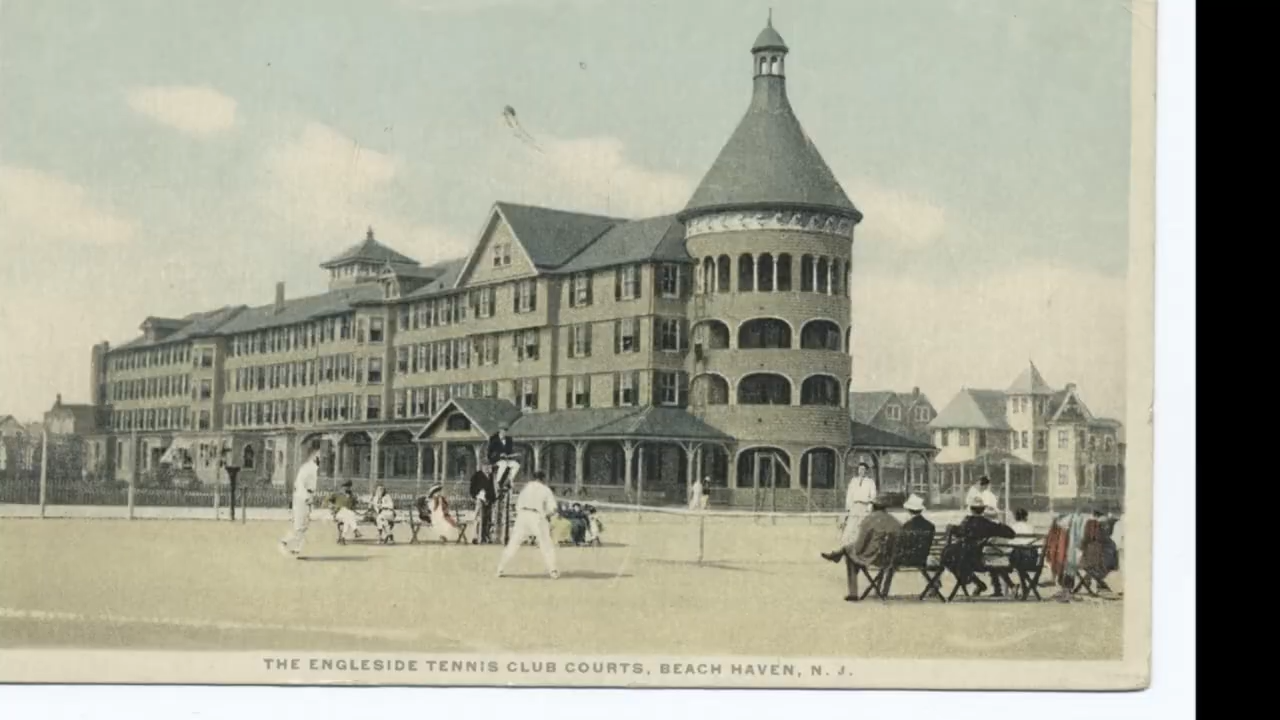 THE ENGLESIDE TENNIS CLUB COURTS, BEACH HAVEN, N. J.